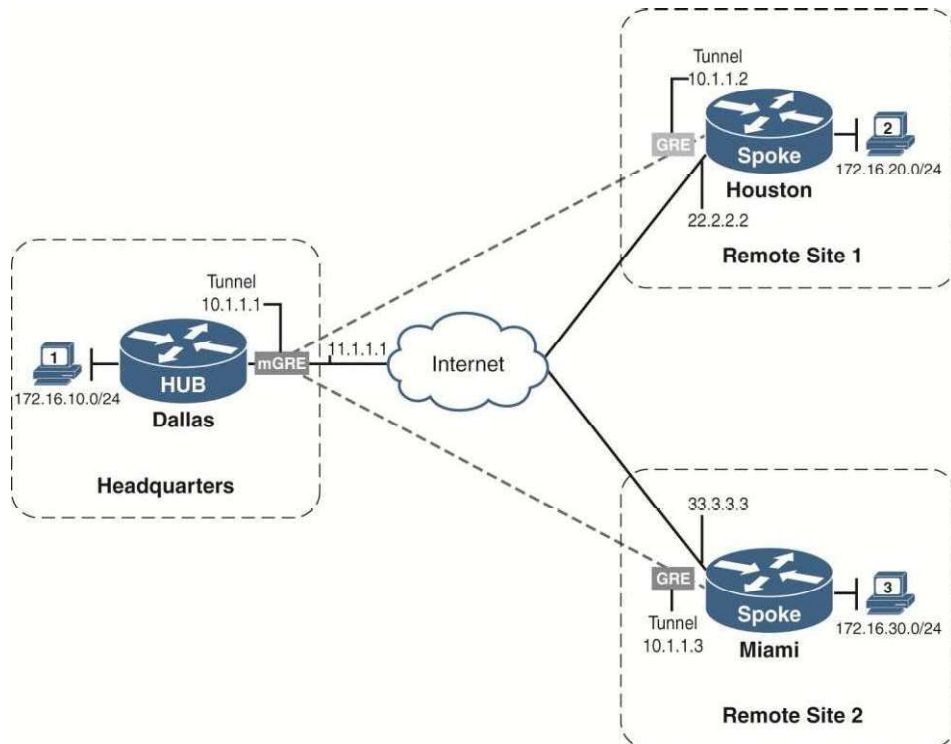 Tunnel
10.1.1.1
1
172.16.10.0/24
HUB
Dallas
mGRE
11.1.1.1
Headquarters
Internet
Tunnel
10.1.1.2
GRE
Spoke
Houston
2
172.16.20.0/24
22.2.2.2
Remote Site 1
33.3.3.3
GRE
Tunnel
10.1.1.3
Spoke
Miami
3
172.16.30.0/24
Remote Site 2